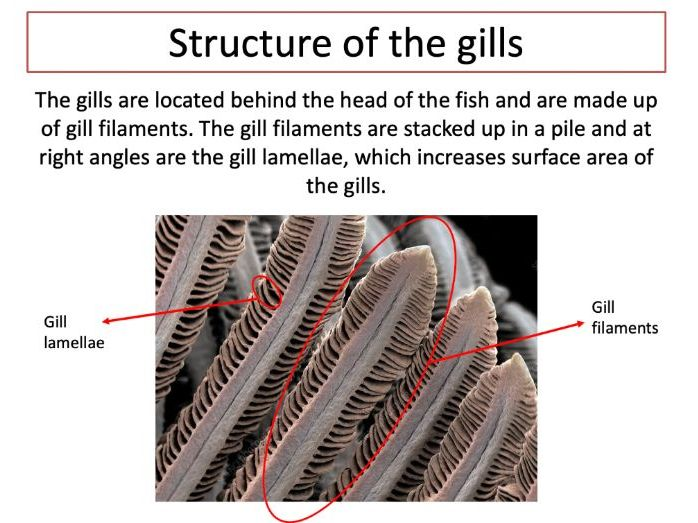 Structure of the gills
The gills are located behind the head of the fish and are made up
of gill filaments. The gill filaments are stacked up in a pile and at
right angles are the gill lamellae, which increases surface area of
the gills.
Gill
lamellae
Gill
filaments